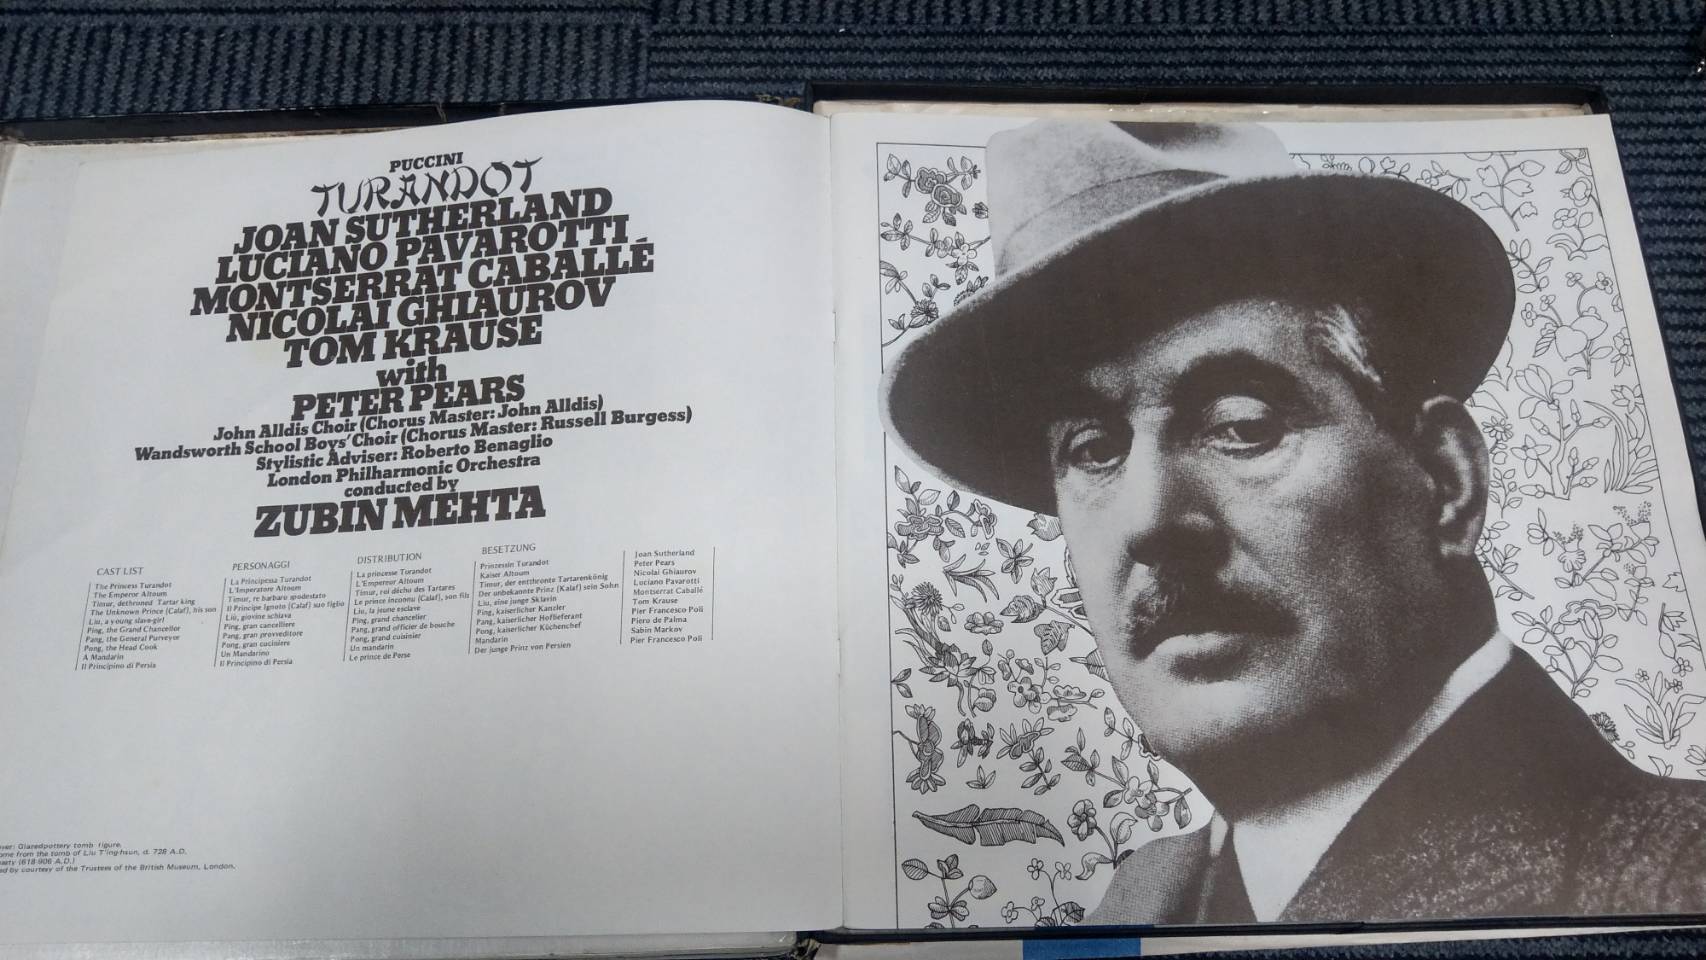 PUCCINI
TURANDOT
JOAN SUTHERLAND
LUCIANO PAVAROTTI
MONTSERRAT CABALLÉ
NICOLAI GHIAUROV
TOM KRAUSE
with
PETER PEARS
John Alldis Choir (Chorus Master: John Alldis)
Wandsworth School Boys' Choir (Chorus Master: Russell Burgess)
Stylistic Adviser: Roberto Benaglio
London Philharmonic Orchestra
conducted by
ZUBIN MEHTA
CAST LIST
The Princess Turandot
The Emperor Altoum
Timur, dethroned Tartar king
The Unknown Prince (Calaf), his son
Liu, a young slave-girl
Ping, the Grand Chancellor
Pang, the General Purveyor
Pong, the Head Cook
A Mandarin
Il Principino di Persia
PERSONAGGI
La Principessa Turandot
L'Imperatore Altoum
Timur, re barbaro spodestato
Il Principe Ignoto (Calaf) suo figlio
Liù, giovine schiava
Ping, gran cancelliere
Pang, gran provveditore
Pong, gran cuciniere
Un Mandarino
Il Principino di Persia
DISTRIBUTION
La princesse Turandot
L'Empereur Altoum
Timur, roi déchu des Tartares
Le prince inconnu (Calaf), son fils
Liu, la jeune esclave
Ping, grand chancelier
Pang, grand officier de bouche
Pong, grand cuisinier
Un mandarin
Le prince de Perse
BESETZUNG
Prinzessin Turandot
Kaiser Altoum
Timur, der entthronte Tartarenkönig
Der unbekannte Prinz (Kalaf) sein Sohn
Liu, eine junge Sklavin
Ping, kaiserlicher Kanzler
Pang, kaiserlicher Hoflieferant
Pong, kaiserlicher Küchenchef
Mandarin
Der junge Prinz von Persien
Joan Sutherland
Peter Pears
Nicolai Ghiaurov
Luciano Pavarotti
Montserrat Caballé
Tom Krause
Pier Francesco Poli
Piero de Palma
Sabin Markov
Pier Francesco Poli
Glazedpottery tomb figure.
from the tomb of Liu T'ing-hsun, d. 728 A.D.
(618-906 A.D.)
by courtesy of the Trustees of the British Museum, London.